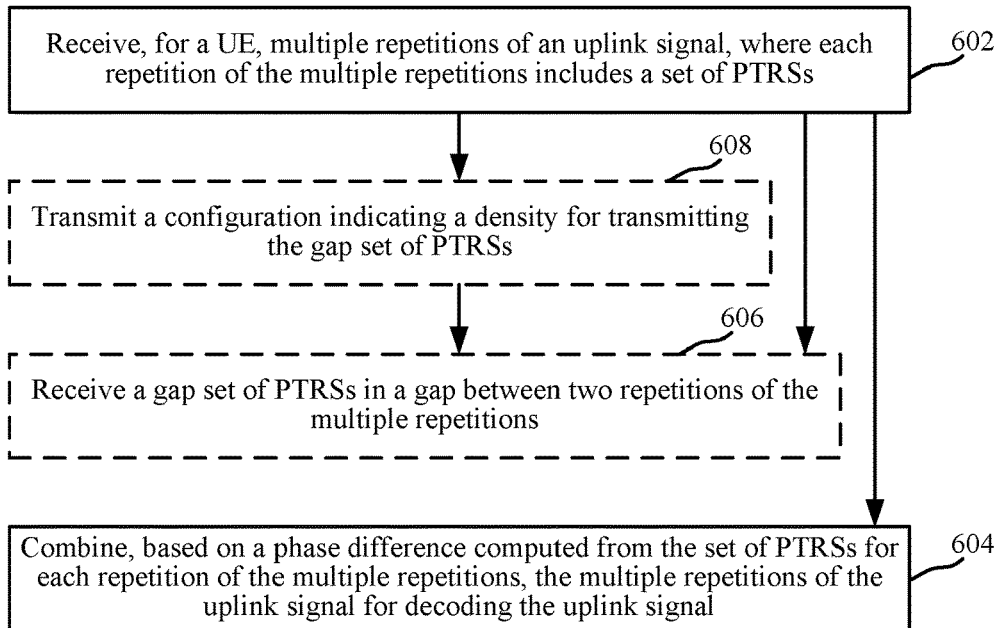 Receive, for a UE, multiple repetitions of an uplink signal, where each
repetition of the multiple repetitions includes a set of PTRSs
602
608
Transmit a configuration indicating a density for transmitting
the gap set of PTRSs
606
Receive a gap set of PTRSs in a gap between two repetitions of the
multiple repetitions
Combine, based on a phase difference computed from the set of PTRSs for
each repetition of the multiple repetitions, the multiple repetitions of the
uplink signal for decoding the uplink signal
604